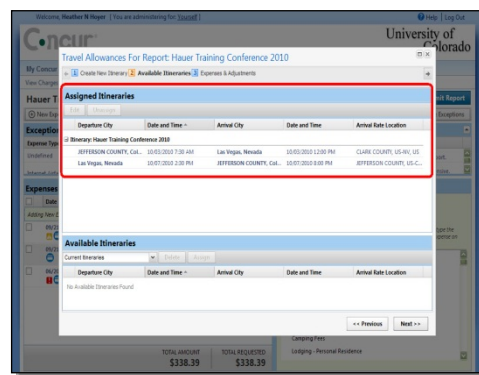 Welcome, Heather N Hoyer [ You are administering for: Yourself ]
Help | Log Out
C•ncur
University of Colorado
My Concur
View Charges
Travel Allowances For Report: Hauer Training Conference 2010
1 Create New Itinerary 2 Available Itineraries 3 Expenses & Adjustments
Hauer T
mit Report
New Exp
Exceptions
Exception
Expense Typ
Undefined
Assigned Itineraries
Edit Unassign
Departure City Date and Time Arrival City Date and Time Arrival Rate Location
Itinerary: Hauer Training Conference 2010
JEFFERSON COUNTY, Col... 10/03/2010 7:30 AM Las Vegas, Nevada 10/03/2010 12:00 PM CLARK COUNTY, US-NV, US
Las Vegas, Nevada 10/07/2010 2:30 PM JEFFERSON COUNTY, Col... 10/07/2010 8:00 PM JEFFERSON COUNTY, US-C...
Expenses
Date
Adding New E
09/2
09/2
06/30
Available Itineraries
Current Itineraries Delete Assign
Departure City Date and Time Arrival City Date and Time Arrival Rate Location
No Available Itineraries Found
<< Previous Next >>
Camping Fees
Lodging - Personal Residence
TOTAL AMOUNT TOTAL REQUESTED
$338.39 $338.39